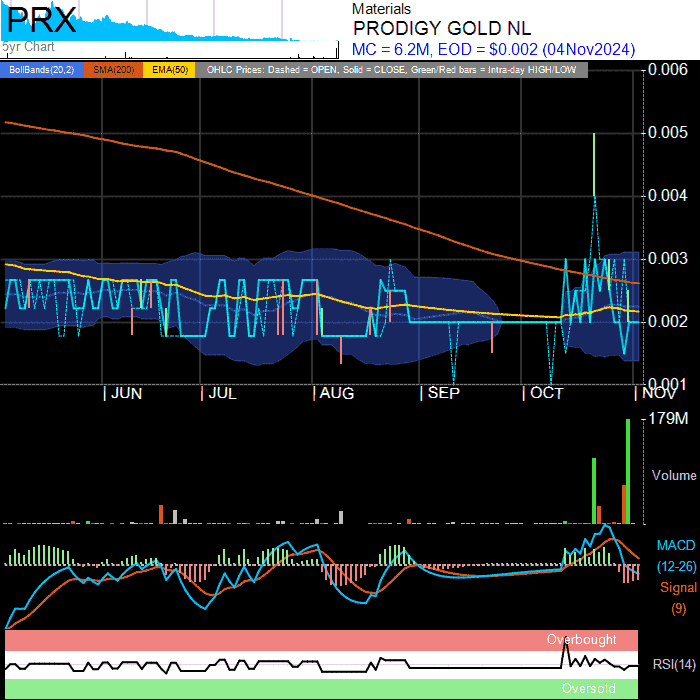 PRX
5yr Chart
Materials
PRODIGY GOLD NL
MC = 6.2M, EOD = $0.002 (04Nov2024)
BollBands(20,2) SMA(200) EMA(50) OHLC Prices: Dashed = OPEN, Solid = CLOSE, Green/Red bars = Intra-day HIGH/LOW
0.006
0.005
0.004
0.003
0.002
0.001
JUN JUL AUG SEP OCT NOV
179M
Volume
MACD
(12-26)
Signal
(9)
Overbought
RSI(14)
Oversold